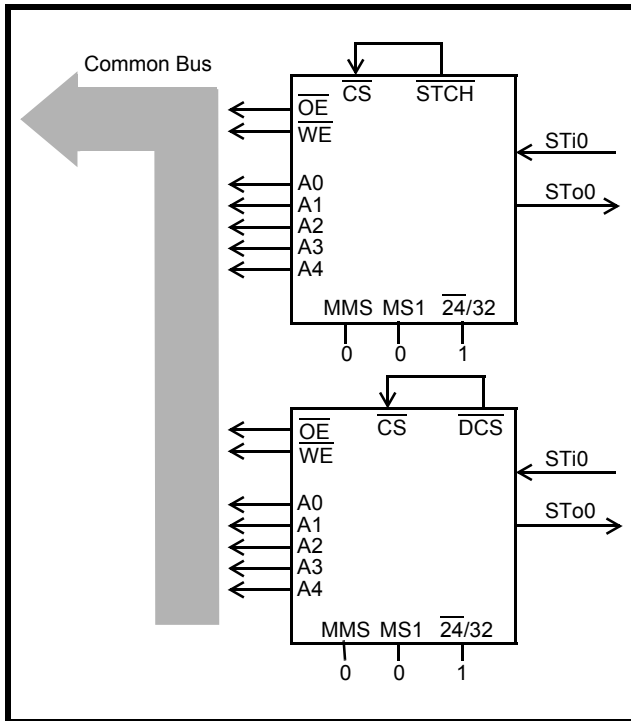 Common Bus
CS STCH
OE
WE
STi0
A0
STo0
A1
A2
A3
A4
MMS MS1 24/32
0 0 1
CS DCS
OE
WE
STi0
A0
STo0
A1
A2
A3
A4
MMS MS1 24/32
0 0 1